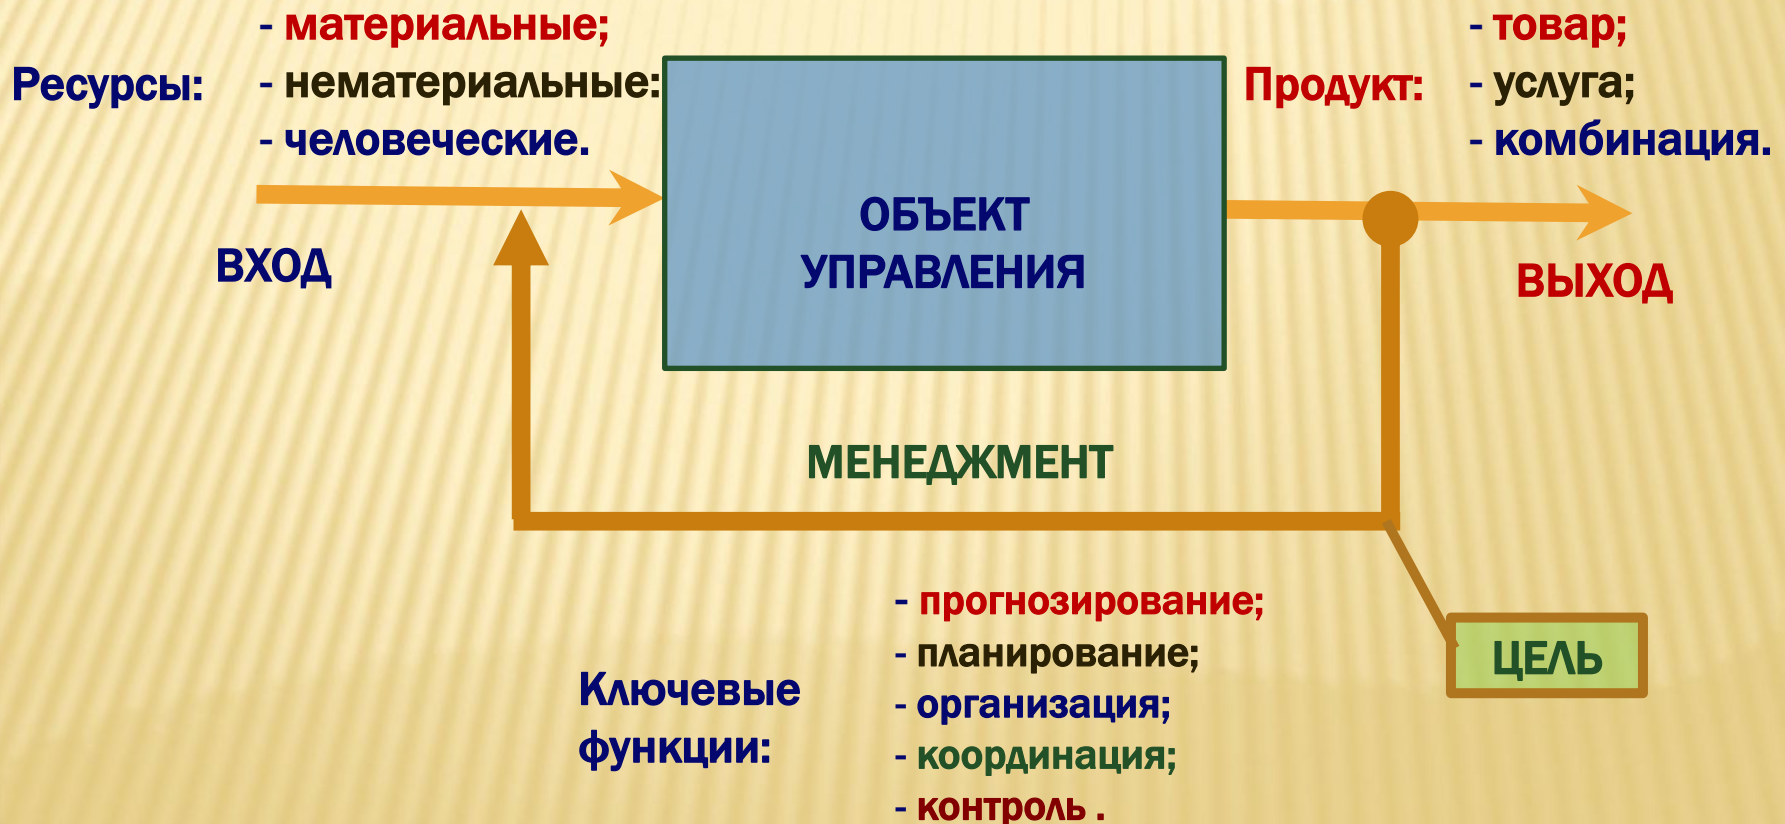 Ресурсы:
- материальные;
- нематериальные:
- человеческие.
Продукт:
- товар;
- услуга;
- комбинация.
ВХОД
ОБЪЕКТ
УПРАВЛЕНИЯ
ВЫХОД
МЕНЕДЖМЕНТ
Ключевые
функции:
- прогнозирование;
- планирование;
- организация;
- координация;
- контроль .
ЦЕЛЬ